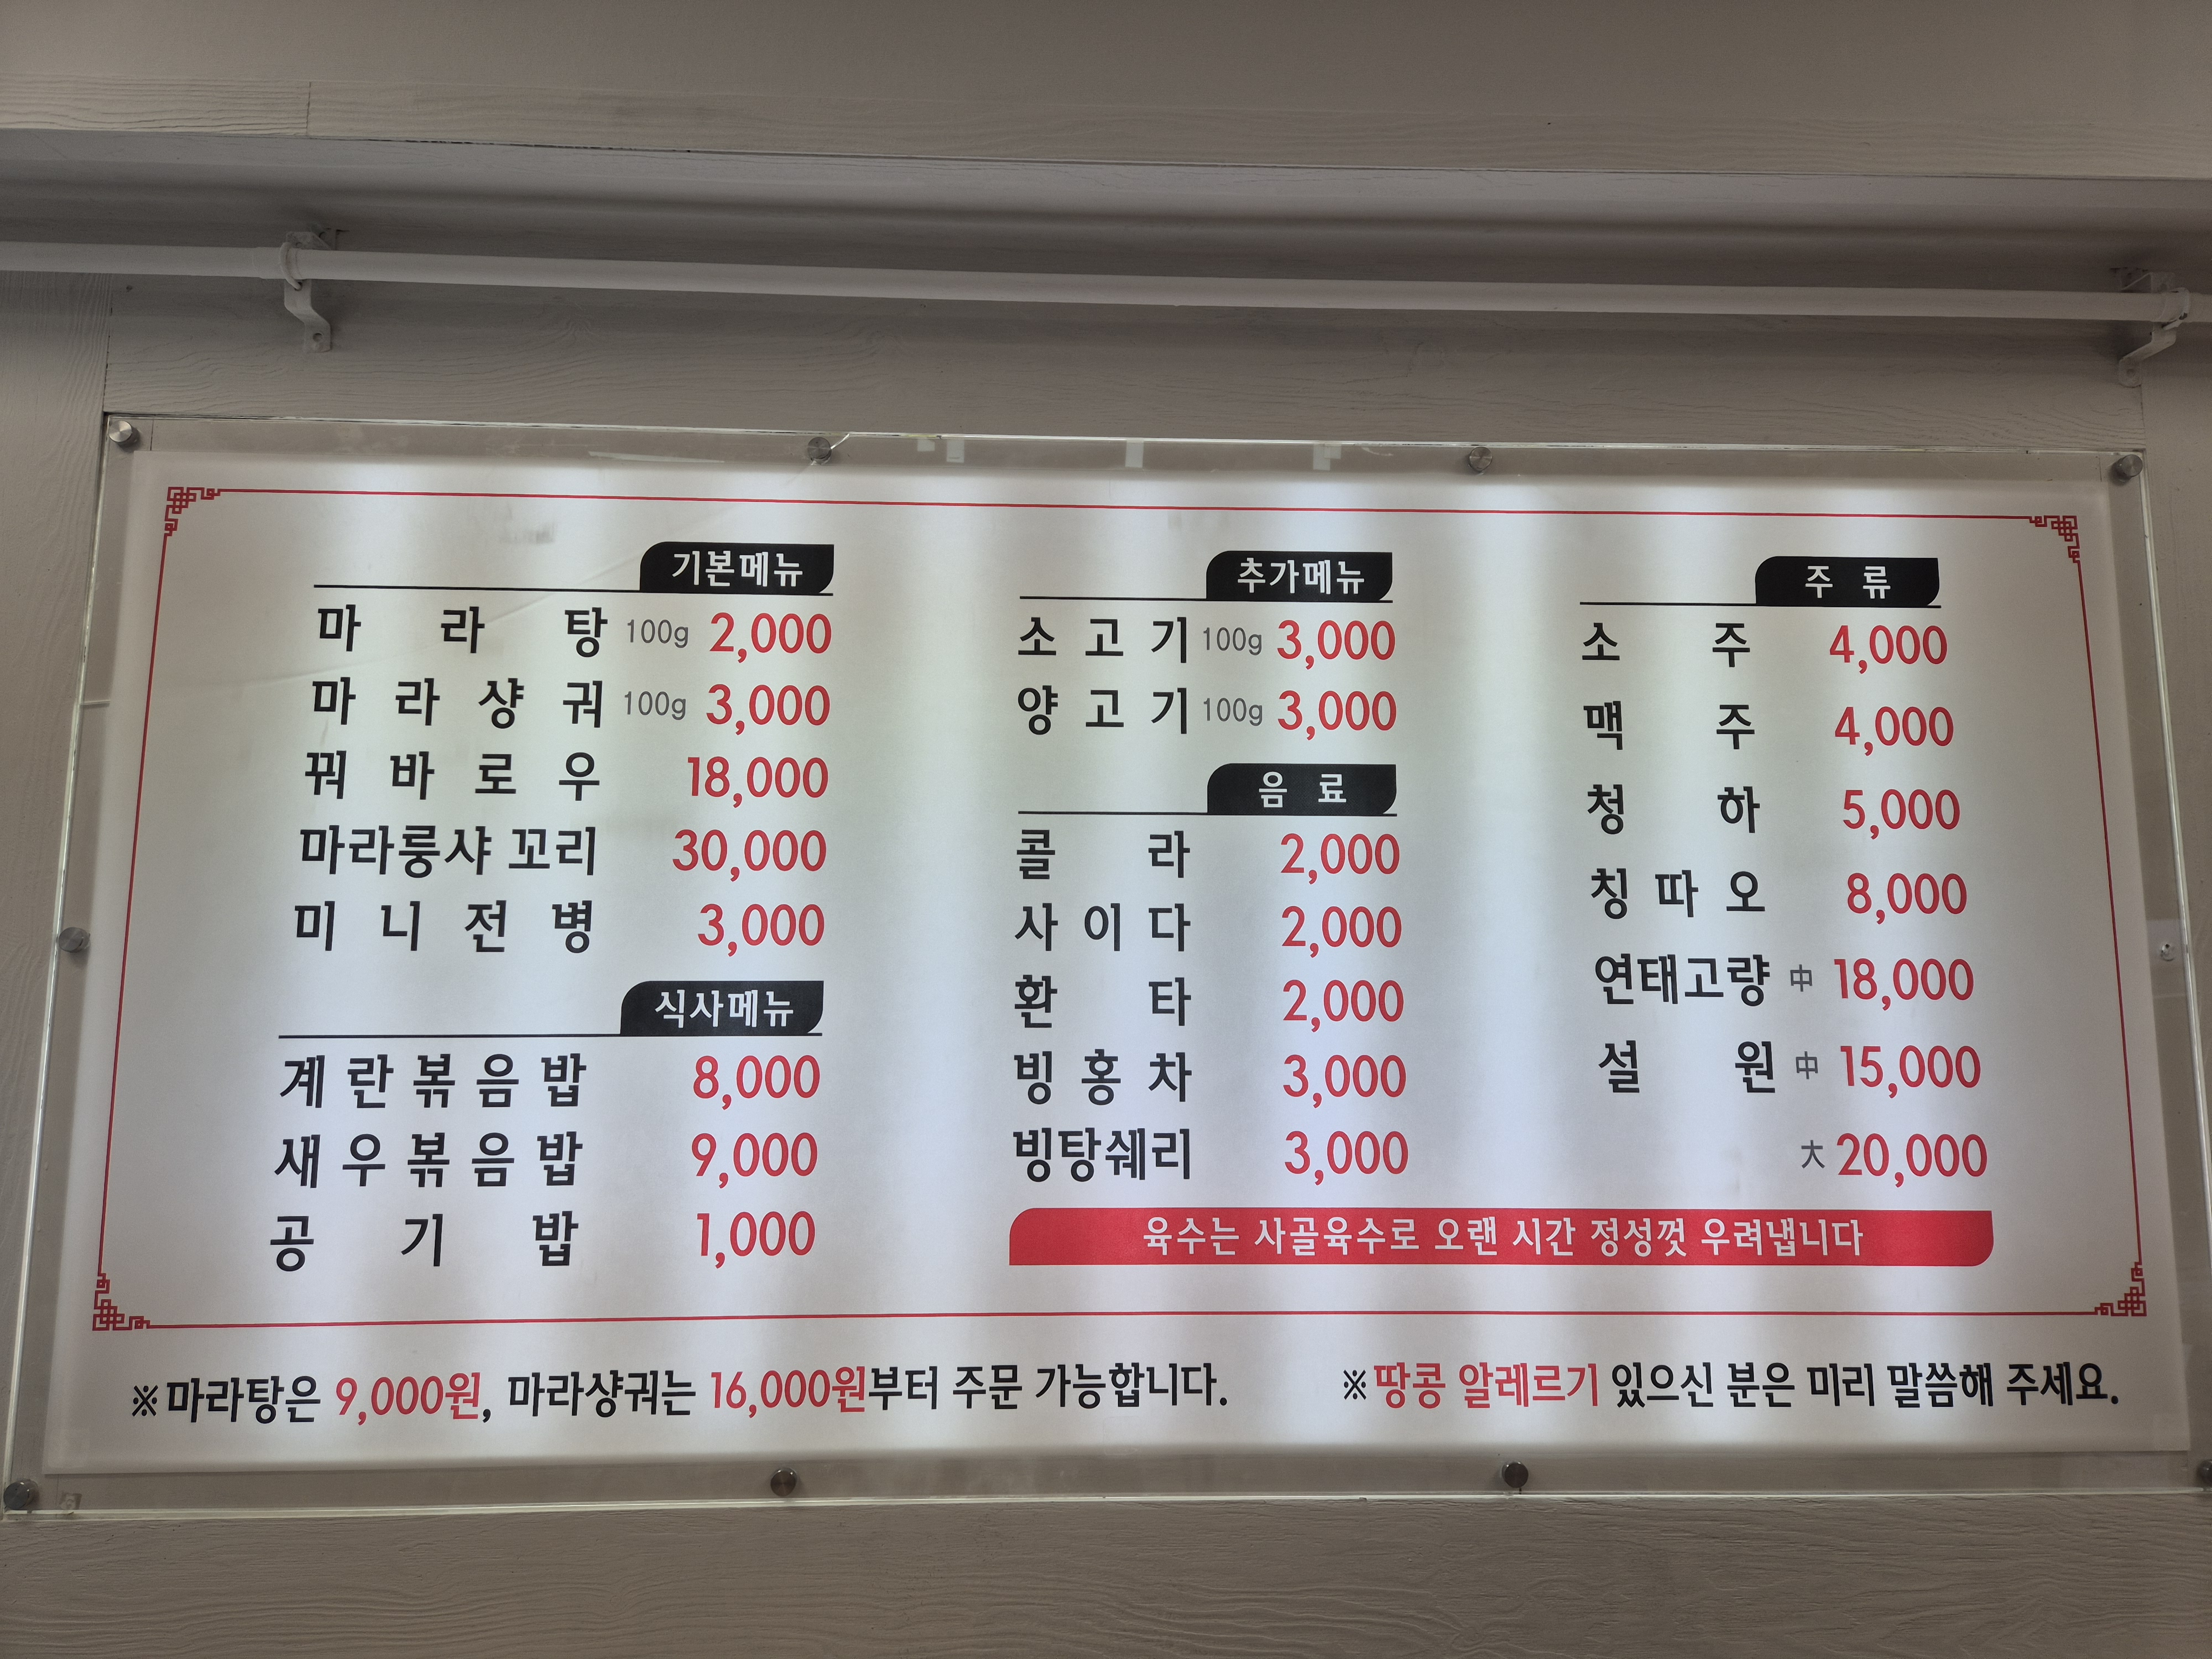 기본메뉴
마라탕 100g 2,000
마라샹궈 100g 3,000
꿔바로우 18,000
마라룽샤 꼬리 30,000
미니전병 3,000
식사메뉴
계란볶음밥 8,000
새우볶음밥 9,000
공기밥 1,000
추가메뉴
소고기 100g 3,000
양고기 100g 3,000
음료
콜라 2,000
사이다 2,000
환타 2,000
빙홍차 3,000
빙탕쉐리 3,000
주류
소주 4,000
맥주 4,000
청하 5,000
칭따오 8,000
연태고량 中 18,000
설원 中 15,000
大 20,000
육수는 사골육수로 오랜 시간 정성껏 우려냅니다
※마라탕은 9,000원, 마라샹궈는 16,000원부터 주문 가능합니다.
※땅콩 알레르기 있으신 분은 미리 말씀해 주세요.